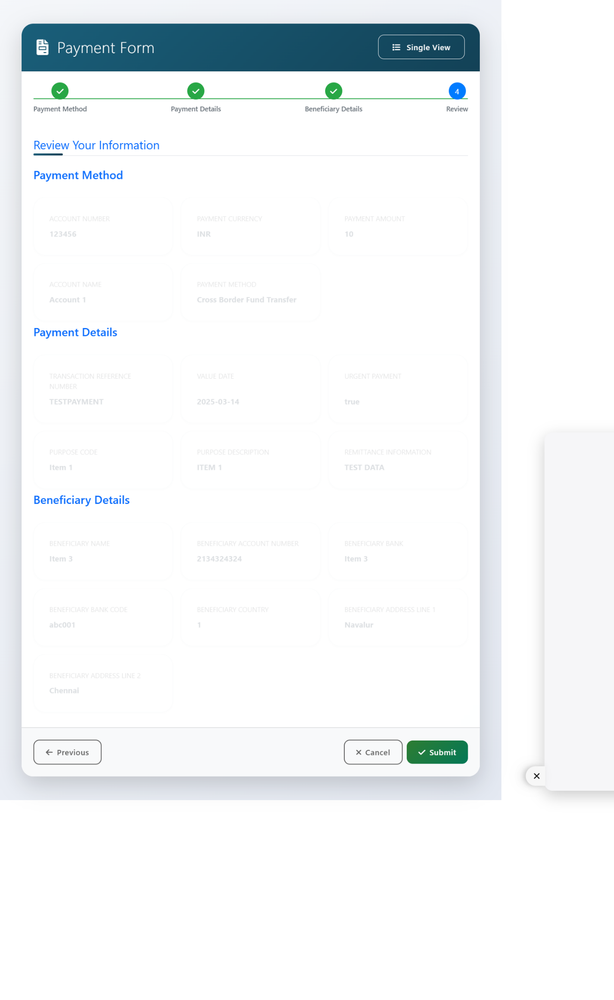 Payment Form
Single View
4
Payment Method
Payment Details
Beneficiary Details
Review
Review Your Information
Payment Method
ACCOUNT NUMBER
123456
PAYMENT CURRENCY
INR
PAYMENT AMOUNT
10
ACCOUNT NAME
Account 1
PAYMENT METHOD
Cross Border Fund Transfer
Payment Details
TRANSACTION REFERENCE
NUMBER
TESTPAYMENT
VALUE DATE
2025-03-14
URGENT PAYMENT
true
PURPOSE CODE
Item 1
PURPOSE DESCRIPTION
ITEM 1
REMITTANCE INFORMATION
TEST DATA
Beneficiary Details
BENEFICIARY NAME
Item 3
BENEFICIARY ACCOUNT NUMBER
2134324324
BENEFICIARY BANK
Item 3
BENEFICIARY BANK CODE
abc001
BENEFICIARY COUNTRY
1
BENEFICIARY ADDRESS LINE 1
Navalur
BENEFICIARY ADDRESS LINE 2
Chennai
Previous
Cancel
Submit